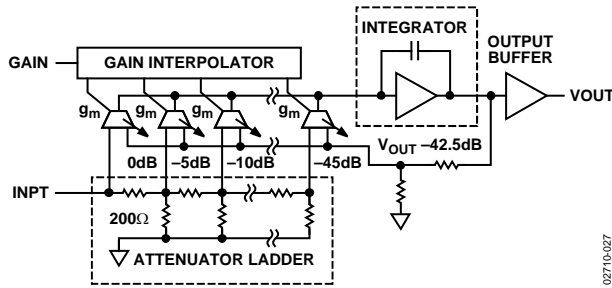 INTEGRATOR
OUTPUT
BUFFER
GAIN
GAIN INTERPOLATOR
gm gm gm gm
VOUT
0dB –5dB –10dB –45dB
VOUT –42.5dB
INPT
200Ω
ATTENUATOR LADDER
02710-027